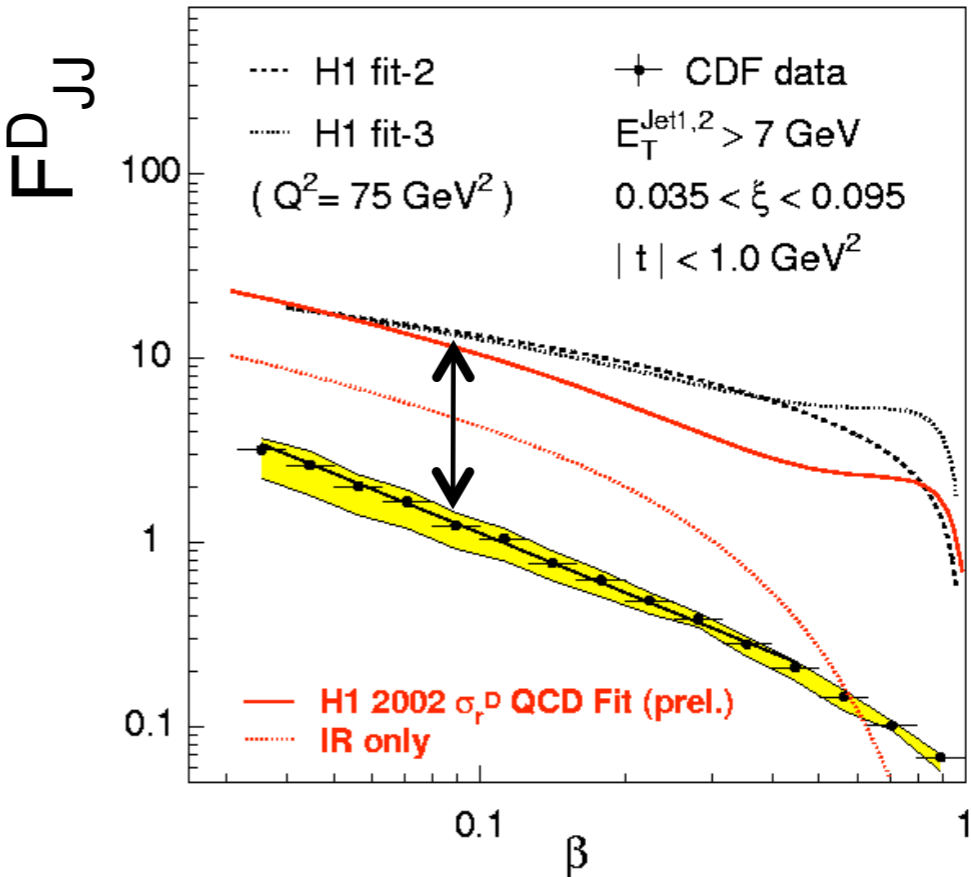 F^D_JJ
100
10
1
0.1
H1 fit-2
H1 fit-3
( Q² = 75 GeV² )
CDF data
E_T^Jet1,2 > 7 GeV
0.035 < ξ < 0.095
| t | < 1.0 GeV²
H1 2002 σ_r^D QCD Fit (prel.)
IR only
0.1
1
β